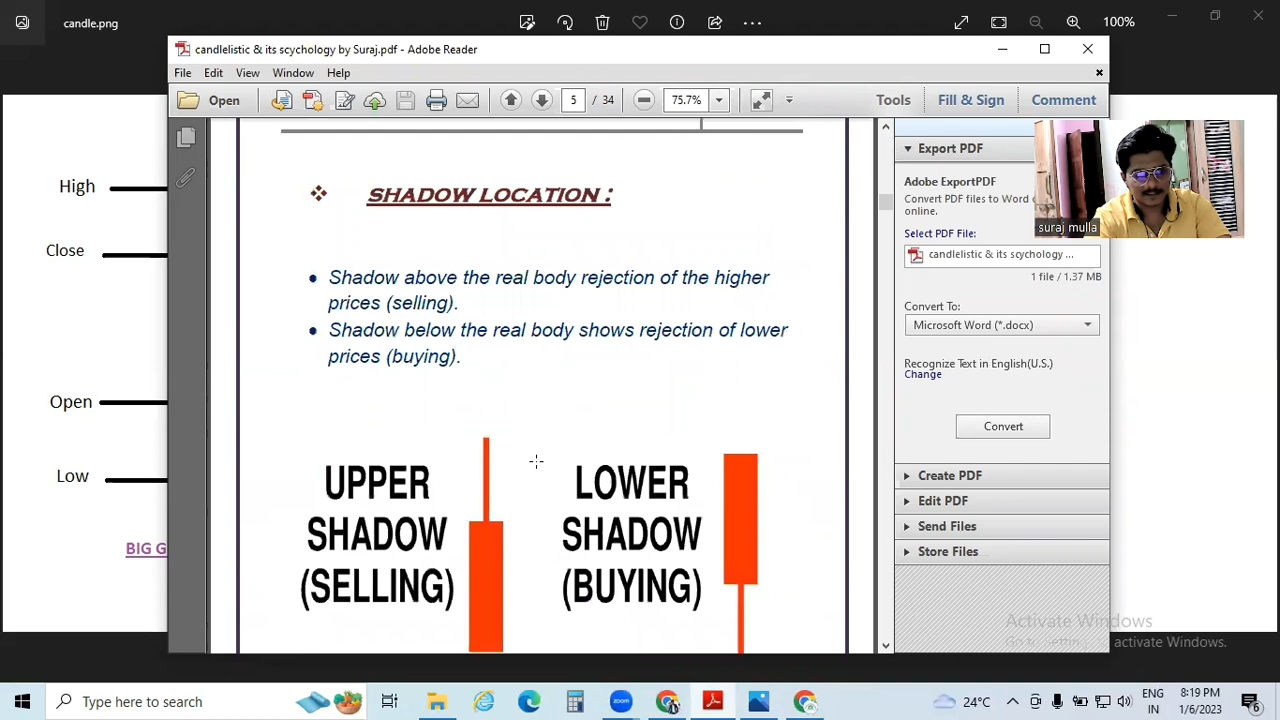 candle.png
100%
candlelistic & its scychology by Suraj.pdf - Adobe Reader
File Edit View Window Help
Open
5 / 34
75.7%
Tools
Fill & Sign
Comment
High
Close
Open
Low
BIG G
SHADOW LOCATION :
Shadow above the real body rejection of the higher
prices (selling).
Shadow below the real body shows rejection of lower
prices (buying).
UPPER
SHADOW
(SELLING)
LOWER
SHADOW
(BUYING)
Export PDF
Adobe ExportPDF
Convert PDF files to Word
online.
Select PDF File:
candlelistic & its scychology ...
1 file / 1.37 MB
Convert To:
Microsoft Word (*.docx)
Recognize Text in English(U.S.)
Change
Convert
Create PDF
Edit PDF
Send Files
Store Files
suraj mulla
Activate Windows
activate Windows.
Type here to search
zoom
24°C
ENG
IN
8:19 PM
1/6/2023
6